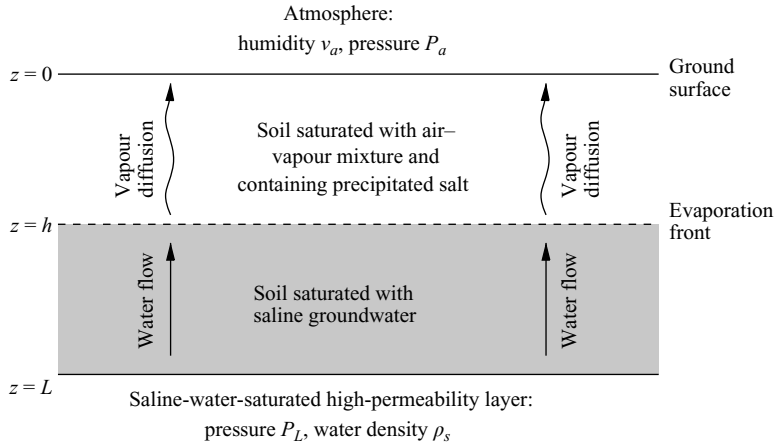 Atmosphere:
humidity v_a, pressure P_a
z = 0
Ground
surface
Vapour
diffusion
Soil saturated with air–
vapour mixture and
containing precipitated salt
Vapour
diffusion
z = h
Evaporation
front
Water flow
Soil saturated with
saline groundwater
Water flow
z = L
Saline-water-saturated high-permeability layer:
pressure P_L, water density ρ_s